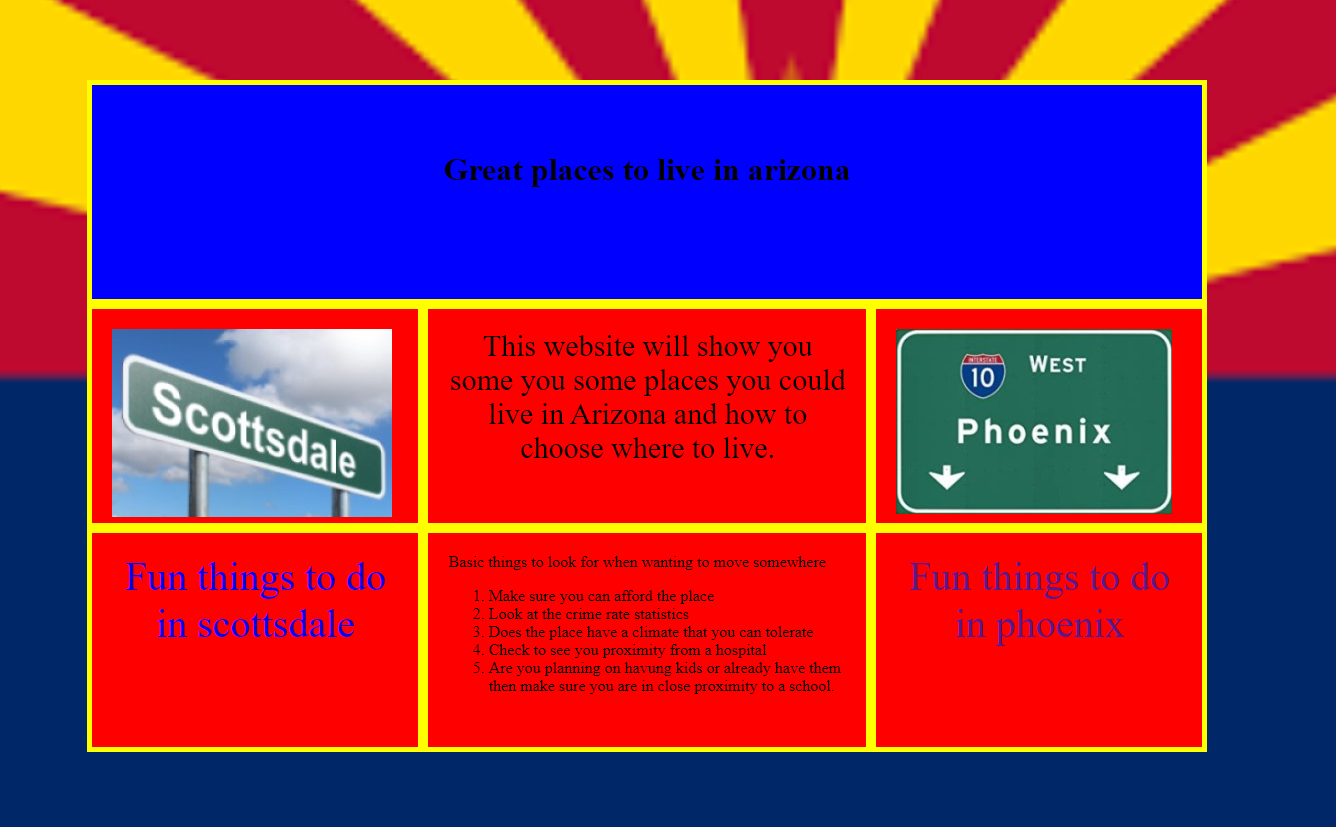 Great places to live in arizona
Scottsdale
This website will show you
some you some places you could
live in Arizona and how to
choose where to live.
INTERSTATE
10
WEST
Phoenix
Fun things to do
in scottsdale
Basic things to look for when wanting to move somewhere
1. Make sure you can afford the place
2. Look at the crime rate statistics
3. Does the place have a climate that you can tolerate
4. Check to see you proximity from a hospital
5. Are you planning on havung kids or already have them
then make sure you are in close proximity to a school.
Fun things to do
in phoenix